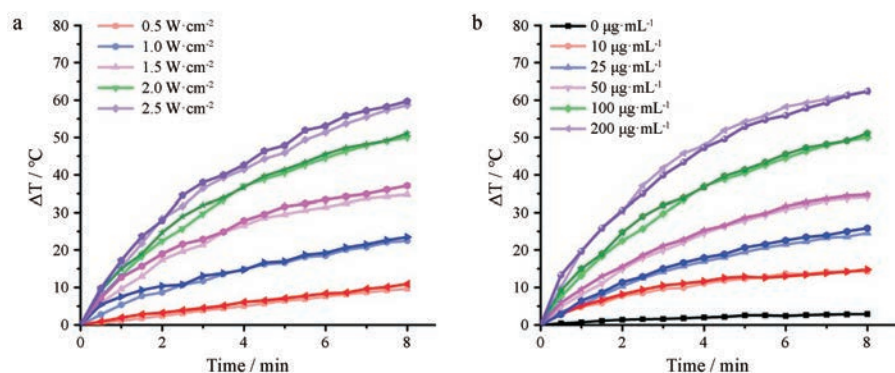 a
80
70
60
50
40
30
20
10
0
ΔT / °C
0.5 W·cm⁻²
1.0 W·cm⁻²
1.5 W·cm⁻²
2.0 W·cm⁻²
2.5 W·cm⁻²
0 2 4 6 8
Time / min
b
80
70
60
50
40
30
20
10
0
ΔT / °C
0 μg·mL⁻¹
10 μg·mL⁻¹
25 μg·mL⁻¹
50 μg·mL⁻¹
100 μg·mL⁻¹
200 μg·mL⁻¹
0 2 4 6 8
Time / min